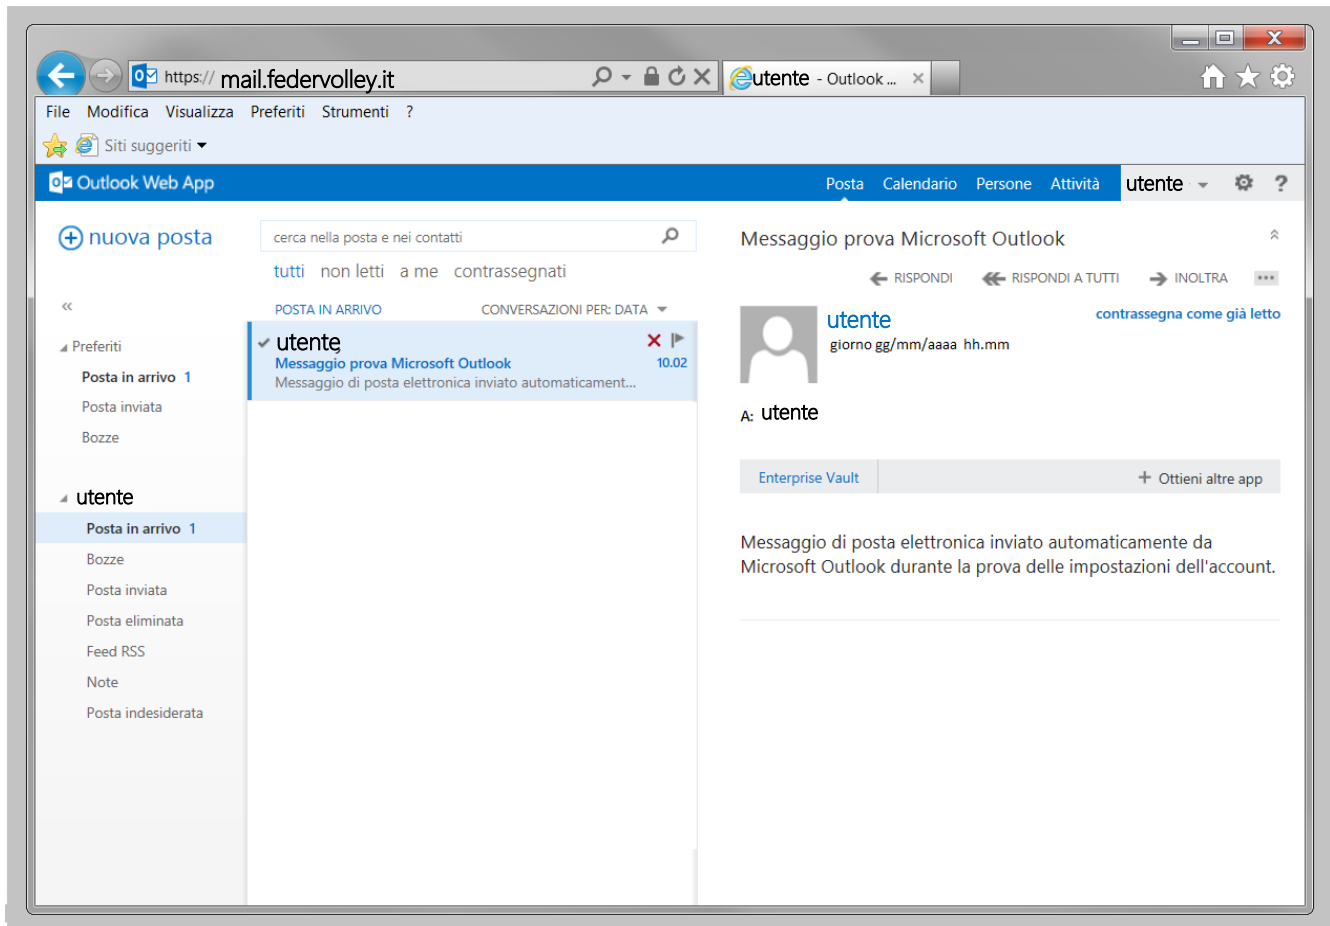 https:// mail.federvolley.it
utente - Outlook ...
File Modifica Visualizza Preferiti Strumenti ?
Siti suggeriti
Outlook Web App
Posta Calendario Persone Attività utente ?
nuova posta
cerca nella posta e nei contatti
tutti non letti a me contrassegnati
POSTA IN ARRIVO CONVERSAZIONI PER: DATA
Preferiti
Posta in arrivo 1
Posta inviata
Bozze
utente
Posta in arrivo 1
Bozze
Posta inviata
Posta eliminata
Feed RSS
Note
Posta indesiderata
utente
Messaggio prova Microsoft Outlook 10.02
Messaggio di posta elettronica inviato automaticament...
Messaggio prova Microsoft Outlook
RISPONDI RISPONDI A TUTTI INOLTRA
utente
contrassegna come già letto
giorno gg/mm/aaaa hh.mm
A: utente
Enterprise Vault
+ Ottieni altre app
Messaggio di posta elettronica inviato automaticamente da
Microsoft Outlook durante la prova delle impostazioni dell'account.